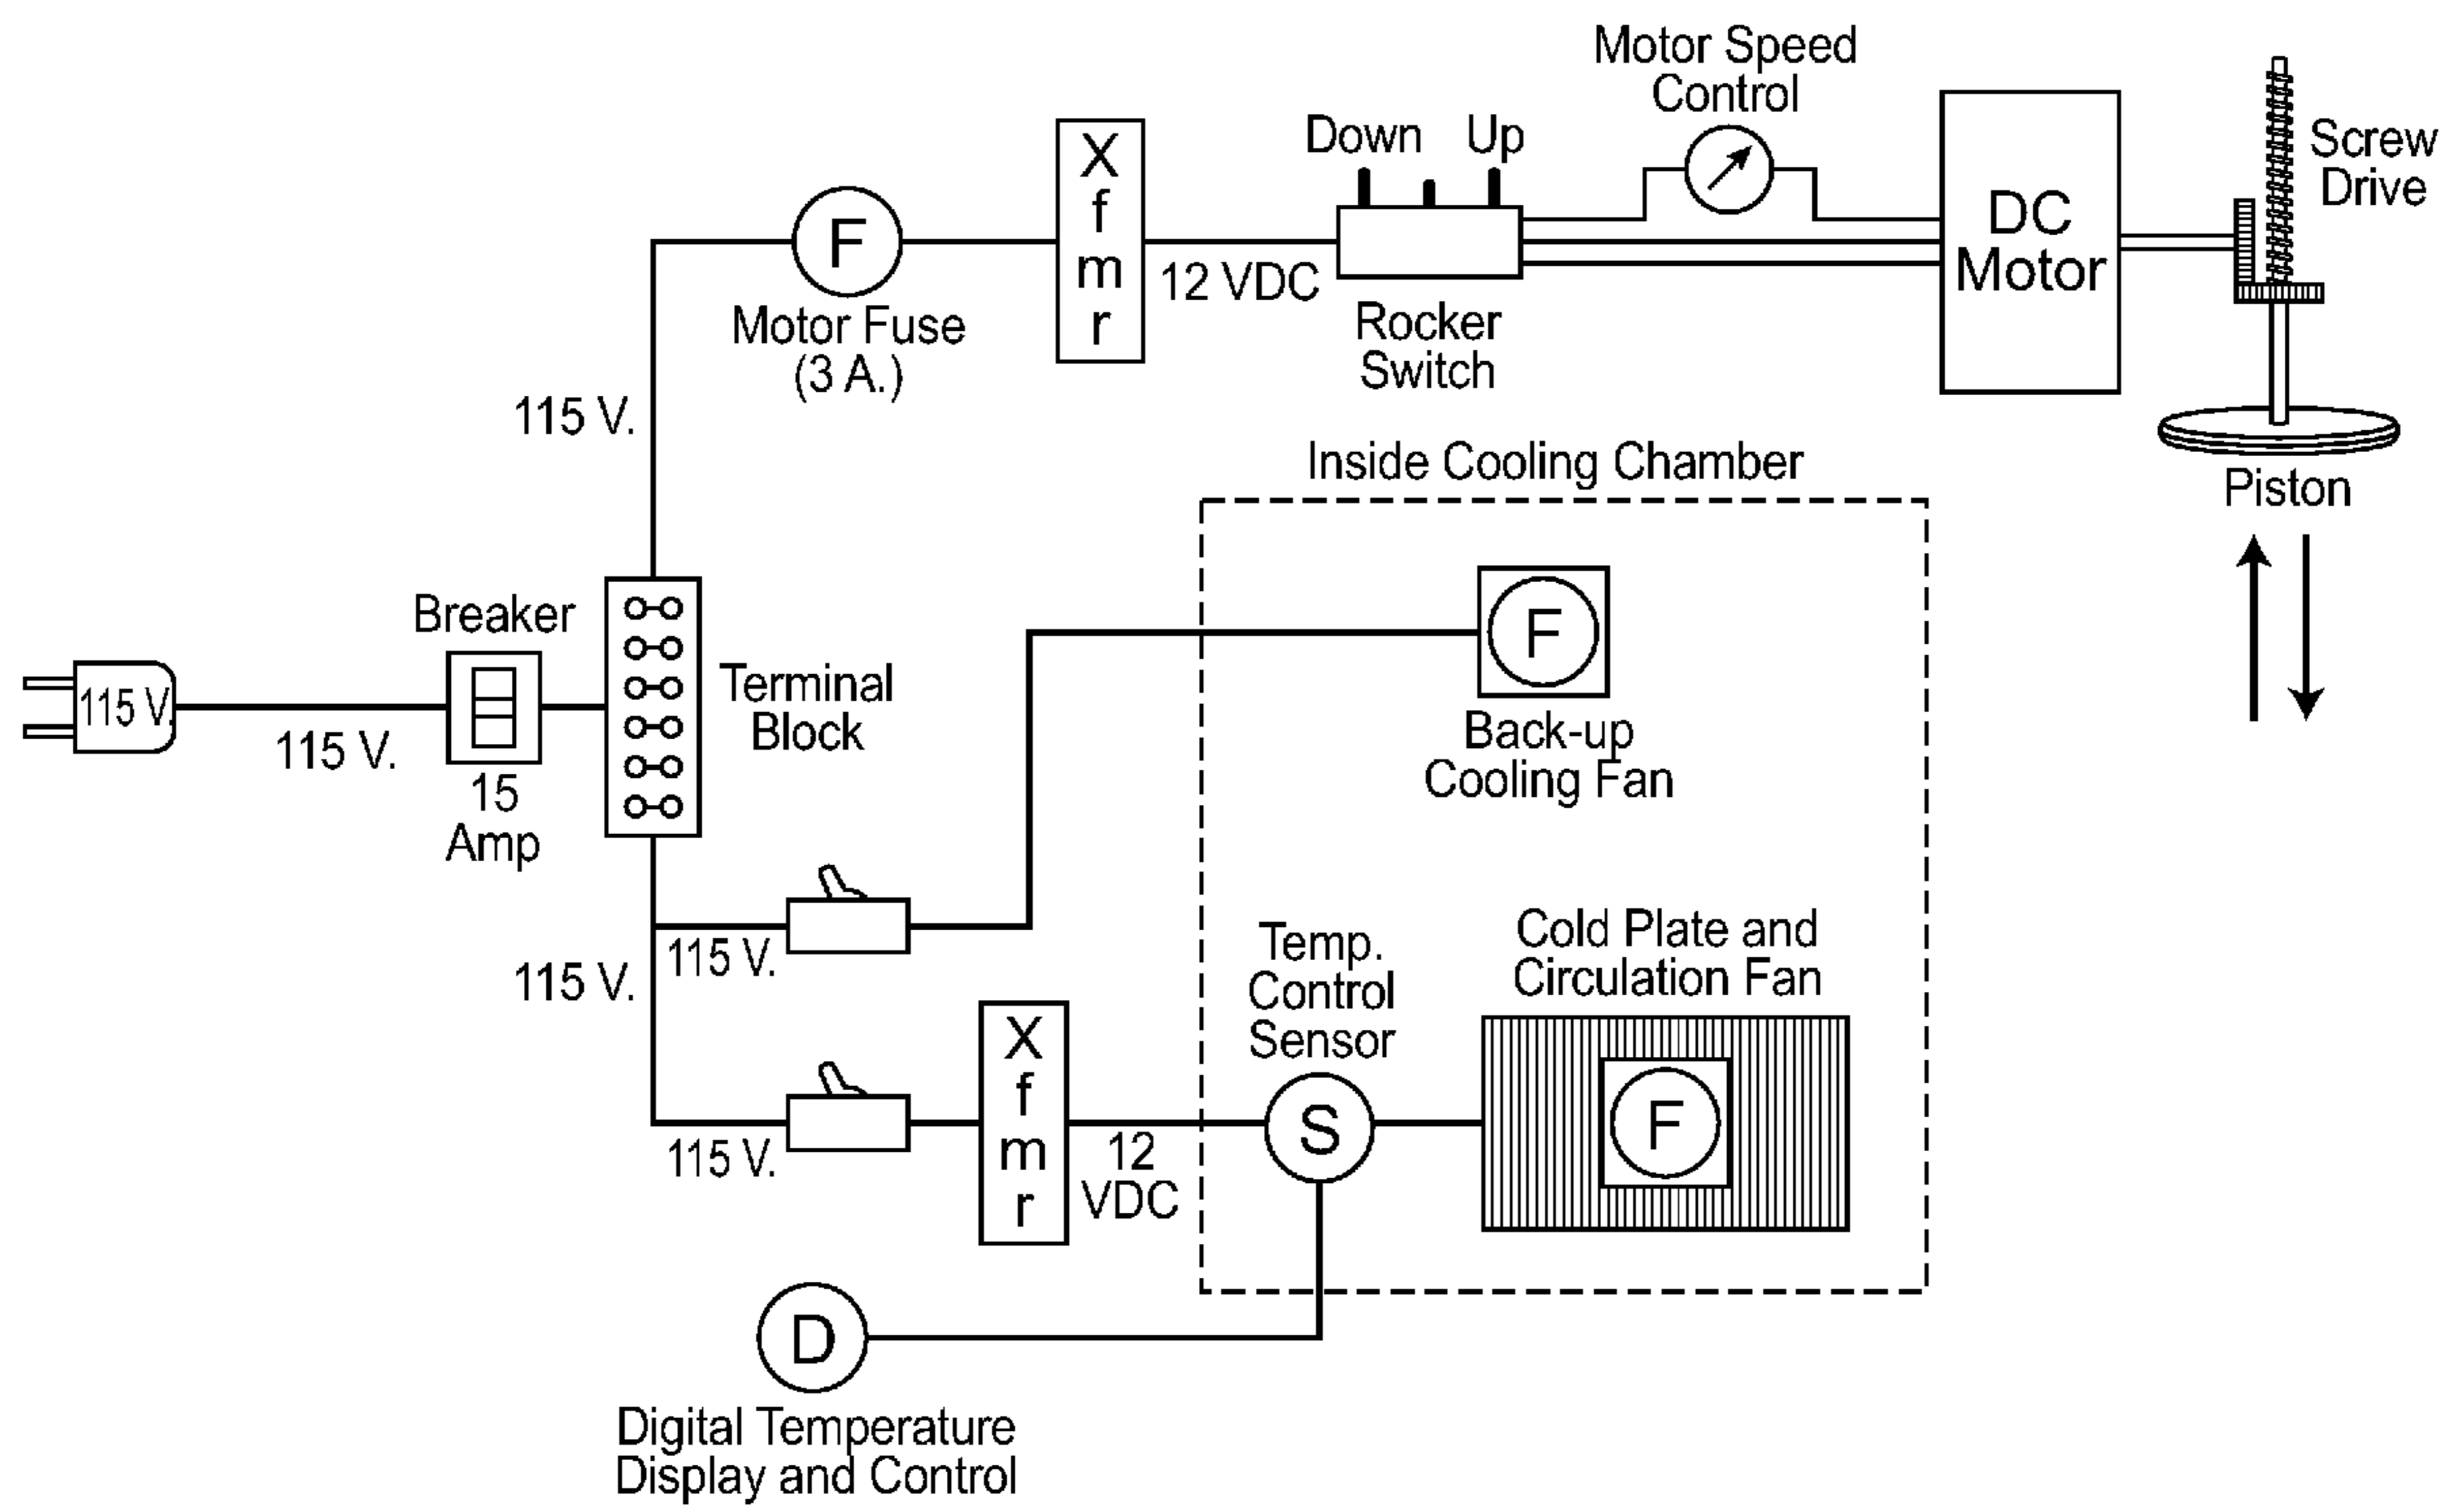 Motor Speed
Control
Down
Up
X
f
m
r
F
Motor Fuse
(3 A.)
12 VDC
Rocker
Switch
DC
Motor
Screw
Drive
Piston
115 V.
Inside Cooling Chamber
115 V.
115 V.
Breaker
15
Amp
Terminal
Block
F
Back-up
Cooling Fan
115 V.
115 V.
Temp.
Control
Sensor
Cold Plate and
Circulation Fan
X
f
m
r
115 V.
12
VDC
S
F
D
Digital Temperature
Display and Control